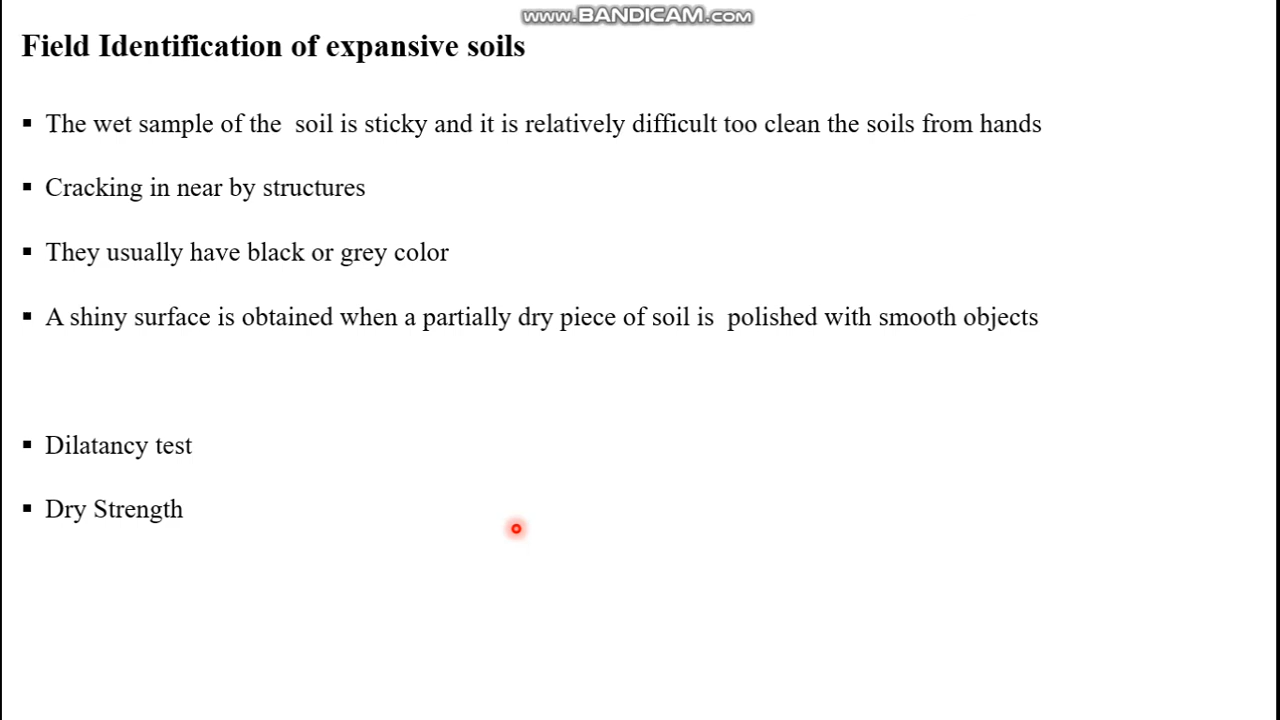 www.BANDICAM.com
Field Identification of expansive soils
▪ The wet sample of the soil is sticky and it is relatively difficult too clean the soils from hands
▪ Cracking in near by structures
▪ They usually have black or grey color
▪ A shiny surface is obtained when a partially dry piece of soil is polished with smooth objects
▪ Dilatancy test
▪ Dry Strength